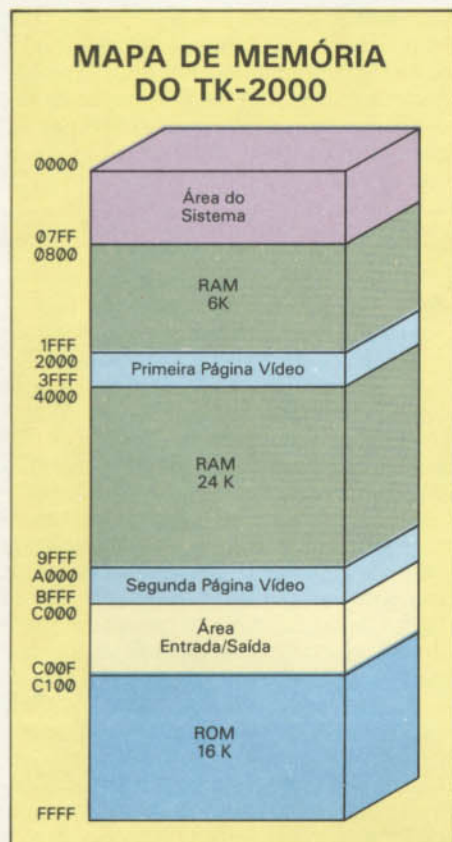 MAPA DE MEMÓRIA
DO TK-2000
0000
Área do
Sistema
07FF
0800
RAM
6K
1FFF
2000
Primeira Página Vídeo
3FFF
4000
RAM
24 K
9FFF
A000
Segunda Página Vídeo
BFFF
C000
Área
Entrada/Saída
C00F
C100
ROM
16 K
FFFF